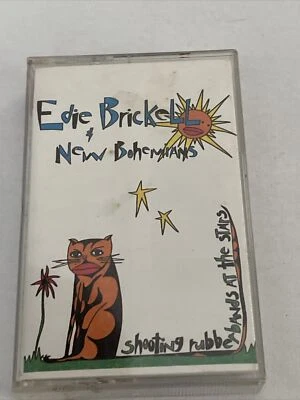 Edie Brickell
& New Bohemians
shooting rubberbands at the stars